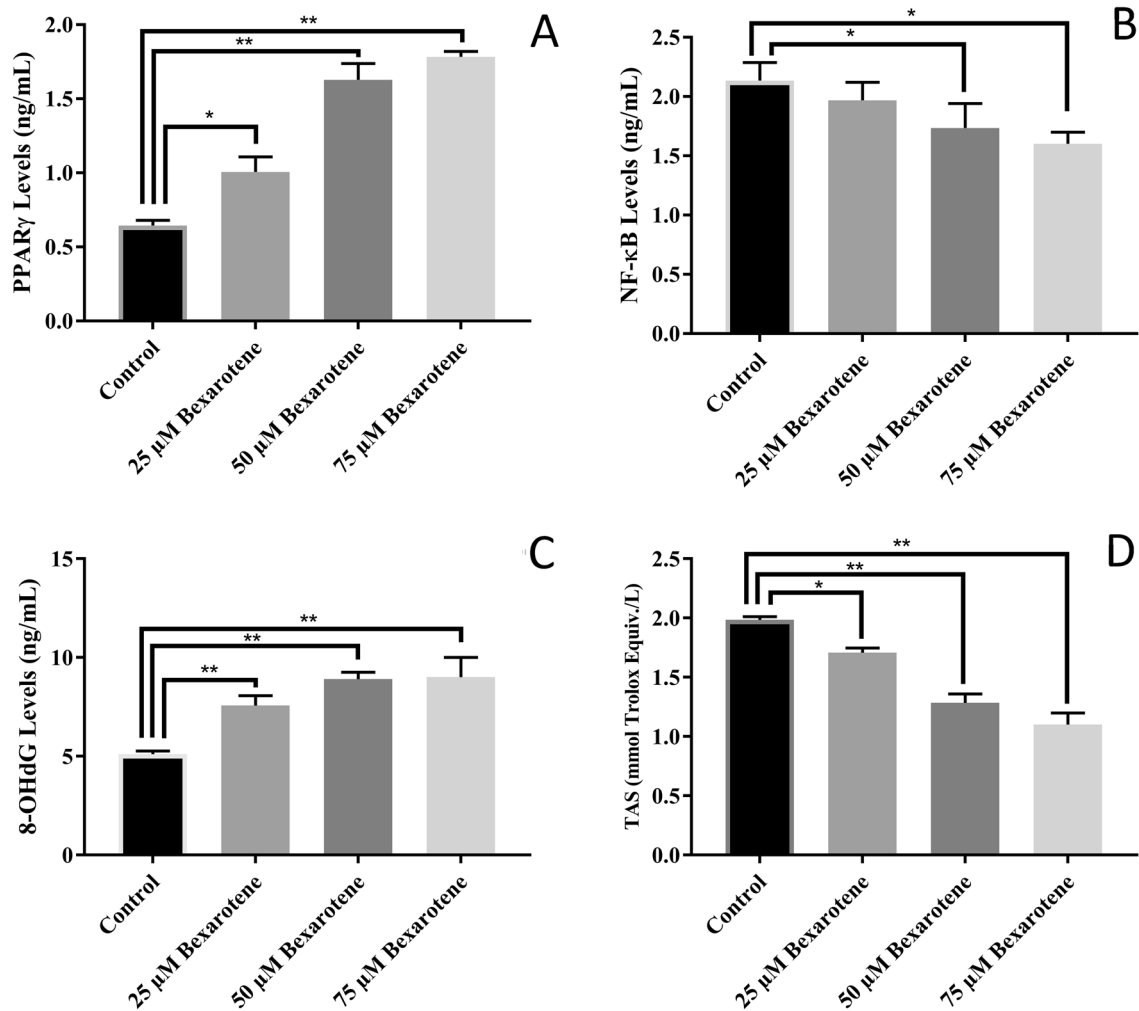 A
PPARγ Levels (ng/mL)
2.0
1.5
1.0
0.5
0.0
**
**
*
Control
25 μM Bexarotene
50 μM Bexarotene
75 μM Bexarotene
B
NF-κB Levels (ng/mL)
2.5
2.0
1.5
1.0
0.5
0.0
*
*
Control
25 μM Bexarotene
50 μM Bexarotene
75 μM Bexarotene
C
8-OHdG Levels (ng/mL)
15
10
5
0
**
**
**
Control
25 μM Bexarotene
50 μM Bexarotene
75 μM Bexarotene
D
TAS (mmol Trolox Equiv./L)
2.5
2.0
1.5
1.0
0.5
0.0
**
**
*
Control
25 μM Bexarotene
50 μM Bexarotene
75 μM Bexarotene